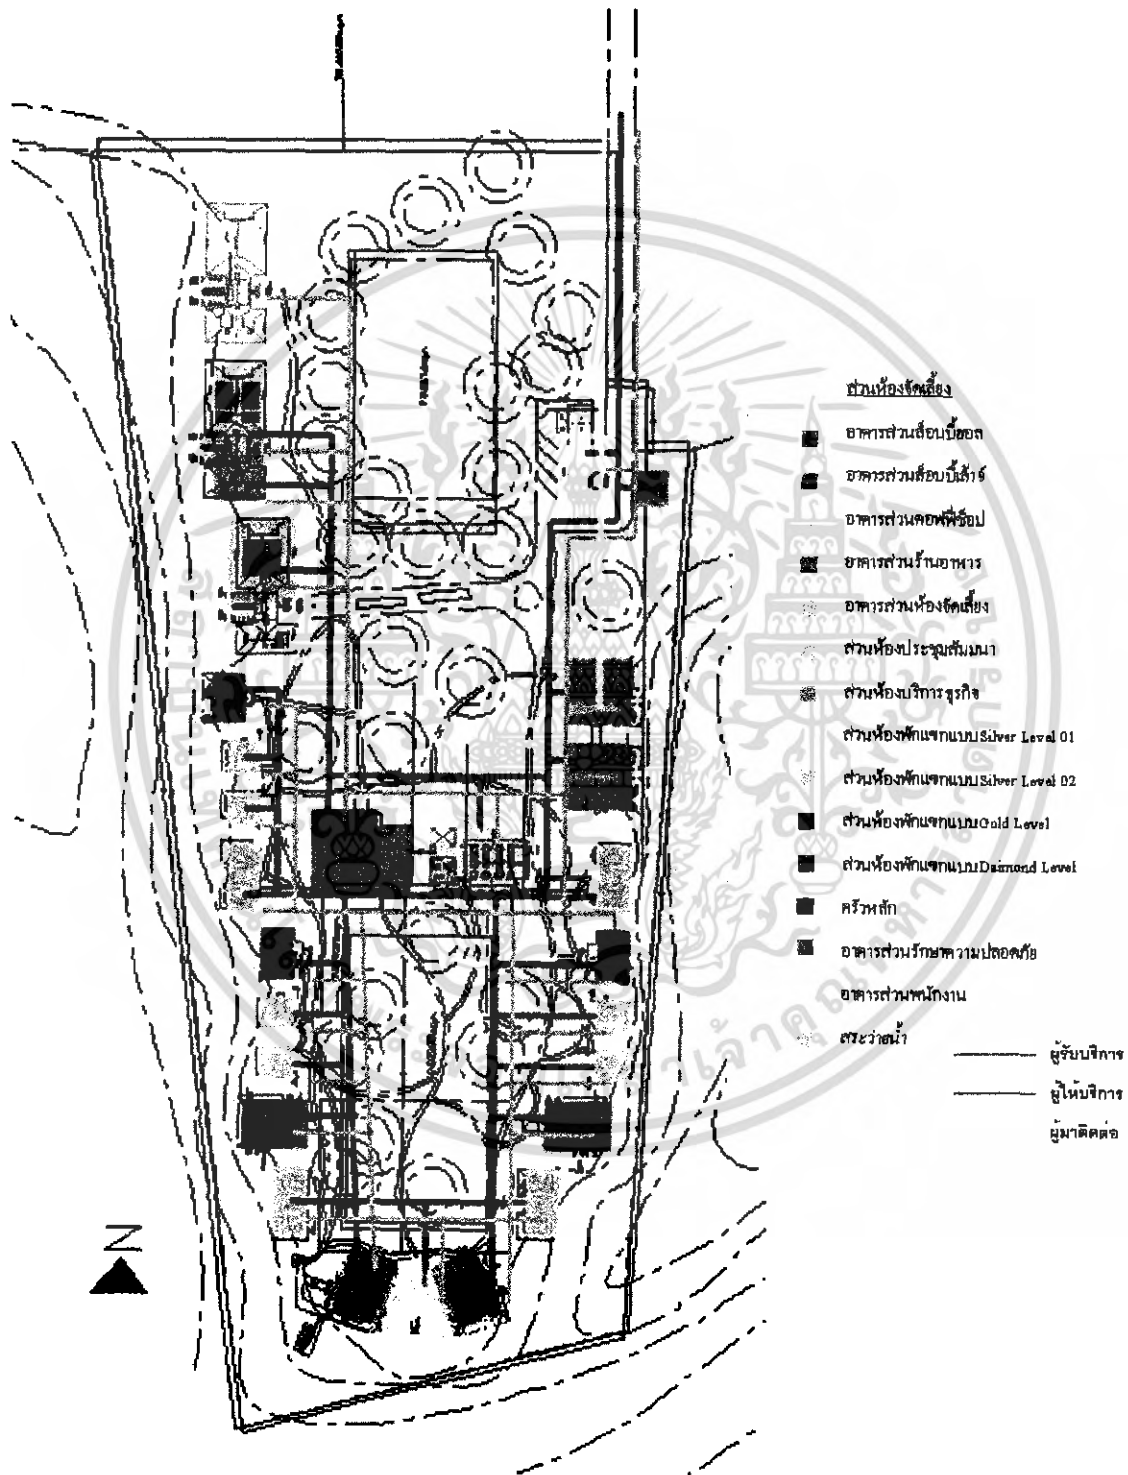 ส่วนห้องจัดเลี้ยง
อาคารส่วนล็อบบี้ฮอล
อาคารส่วนล็อบบี้เล้าจ์
อาคารส่วนคอฟฟี่ช็อป
อาคารส่วนร้านอาหาร
อาคารส่วนห้องจัดเลี้ยง
ส่วนห้องประชุมสัมมนา
ส่วนห้องบริการธุรกิจ
ส่วนห้องพักแขกแบบSilver Level 01
ส่วนห้องพักแขกแบบSilver Level 02
ส่วนห้องพักแขกแบบGold Level
ส่วนห้องพักแขกแบบDaimond Level
ครัวหลัก
อาคารส่วนรักษาความปลอดภัย
อาคารส่วนพนักงาน
สระว่ายน้ำ
ผู้รับบริการ
ผู้ให้บริการ
ผู้มาติดต่อ
N